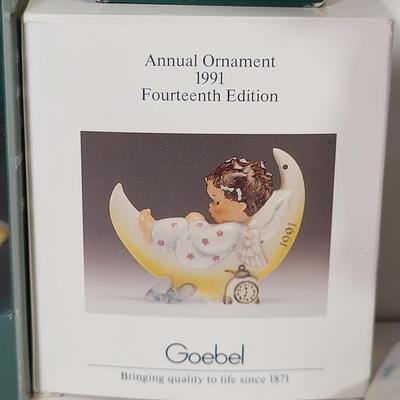 Annual Ornament
1991
Fourteenth Edition
1991
Goebel
Bringing quality to life since 1871